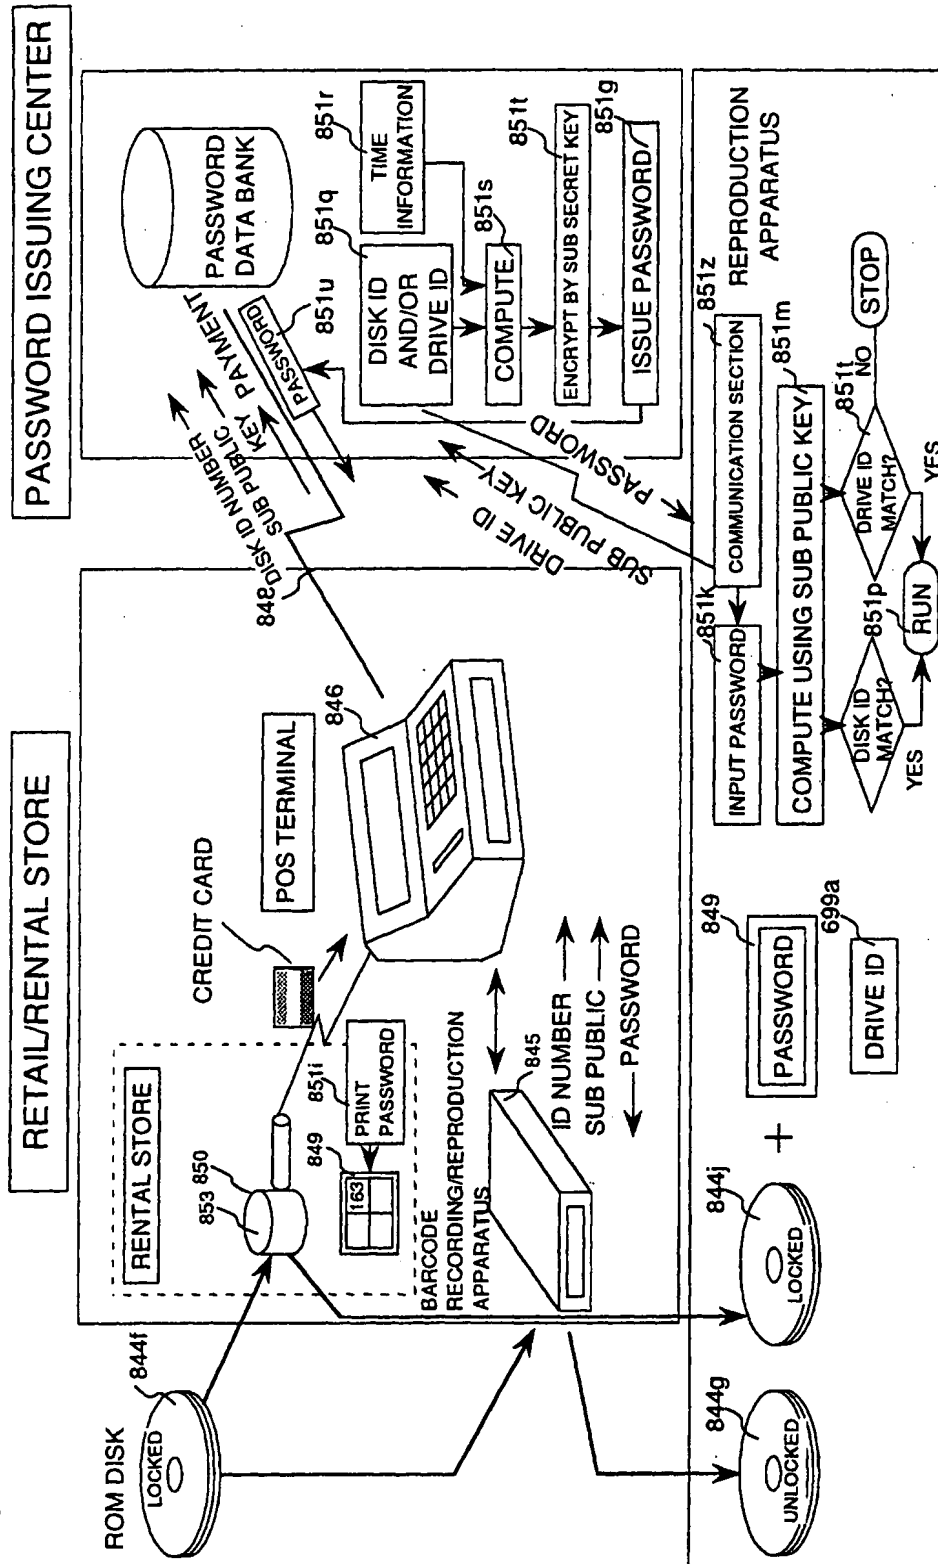 RETAIL/RENTAL STORE
PASSWORD ISSUING CENTER
ROM DISK
LOCKED
844f
RENTAL STORE
853
850
849
163
851i
PRINT
PASSWORD
CREDIT CARD
POS TERMINAL
846
BARCODE
RECORDING/REPRODUCTION
APPARATUS
845
ID NUMBER
SUB PUBLIC
PASSWORD
848
DISK ID NUMBER
SUB PUBLIC
KEY
PAYMENT
PASSWORD
851u
PASSWORD
DATA BANK
851q
DISK ID
AND/OR
DRIVE ID
851r
TIME
INFORMATION
851s
COMPUTE
851t
ENCRYPT BY SUB SECRET KEY
851g
ISSUE PASSWORD
DRIVE ID
SUB PUBLIC KEY
PASSWORD
844g
UNLOCKED
844j
LOCKED
+
849
PASSWORD
699a
DRIVE ID
REPRODUCTION
APPARATUS
851k
INPUT PASSWORD
851z
COMMUNICATION SECTION
851m
COMPUTE USING SUB PUBLIC KEY
DISK ID
MATCH?
YES
851p
RUN
851t
DRIVE ID
MATCH?
YES
NO
STOP